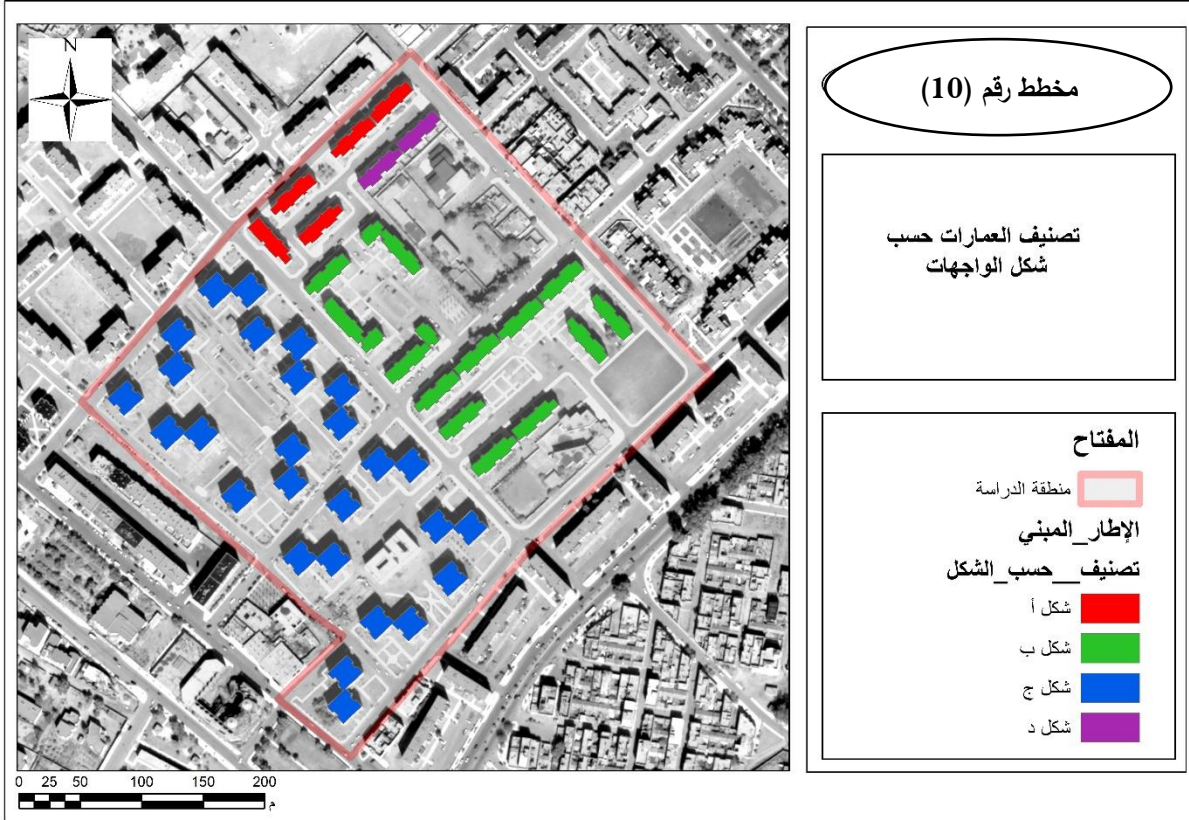 N
مخطط رقم (10)
تصنيف العمارات حسب
شكل الواجهات
المفتاح
منطقة الدراسة
الإطار_المبني
تصنيف__حسب_الشكل
شكل أ
شكل ب
شكل ج
شكل د
0 25 50 100 150 200
م